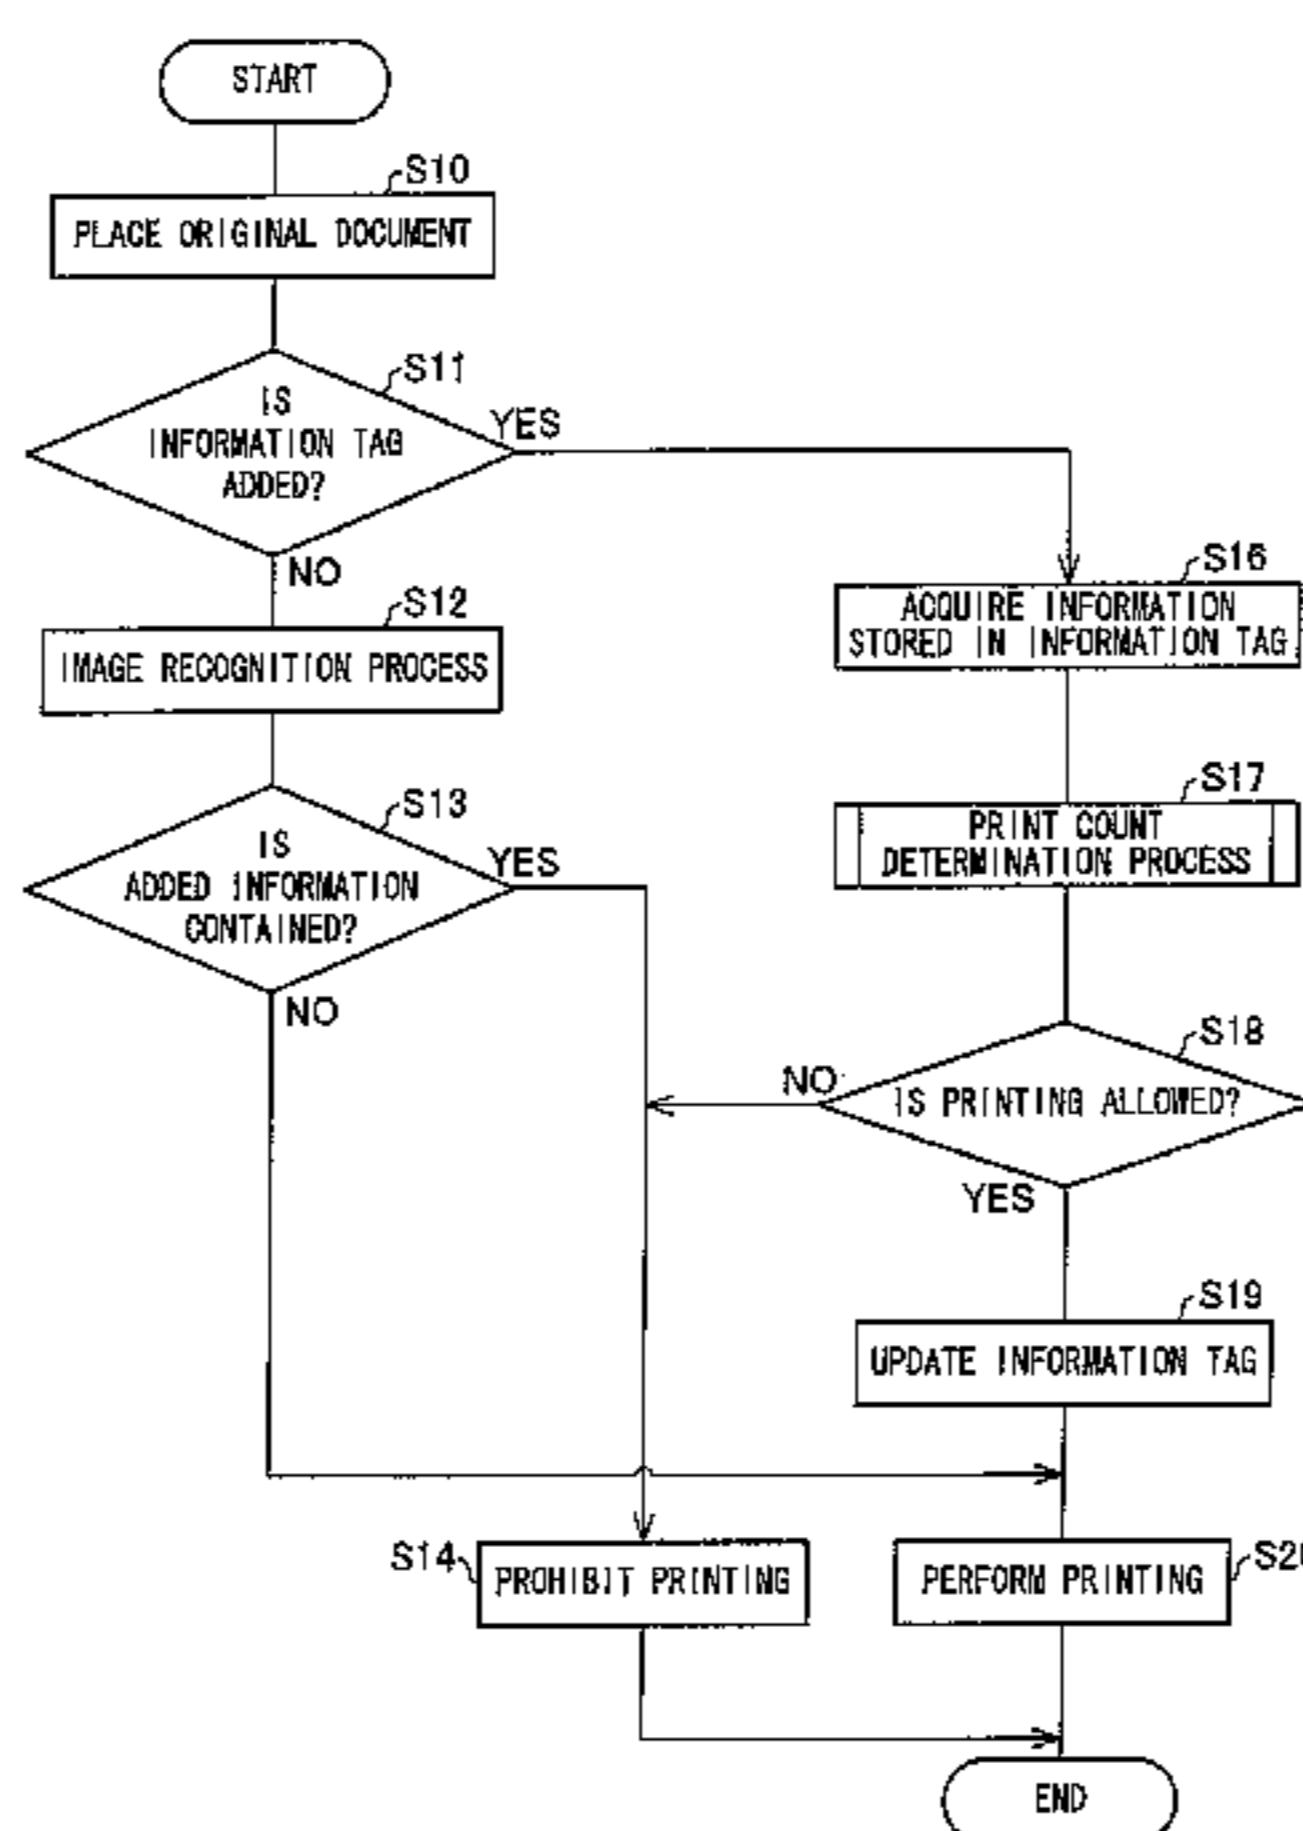 START
S10
PLACE ORIGINAL DOCUMENT
S11
IS
INFORMATION TAG
ADDED?
YES
NO
S12
IMAGE RECOGNITION PROCESS
S13
IS
ADDED INFORMATION
CONTAINED?
YES
NO
S16
ACQUIRE INFORMATION
STORED IN INFORMATION TAG
S17
PRINT COUNT
DETERMINATION PROCESS
S18
IS PRINTING ALLOWED?
NO
YES
S19
UPDATE INFORMATION TAG
S14
PROHIBIT PRINTING
PERFORM PRINTING
S20
END